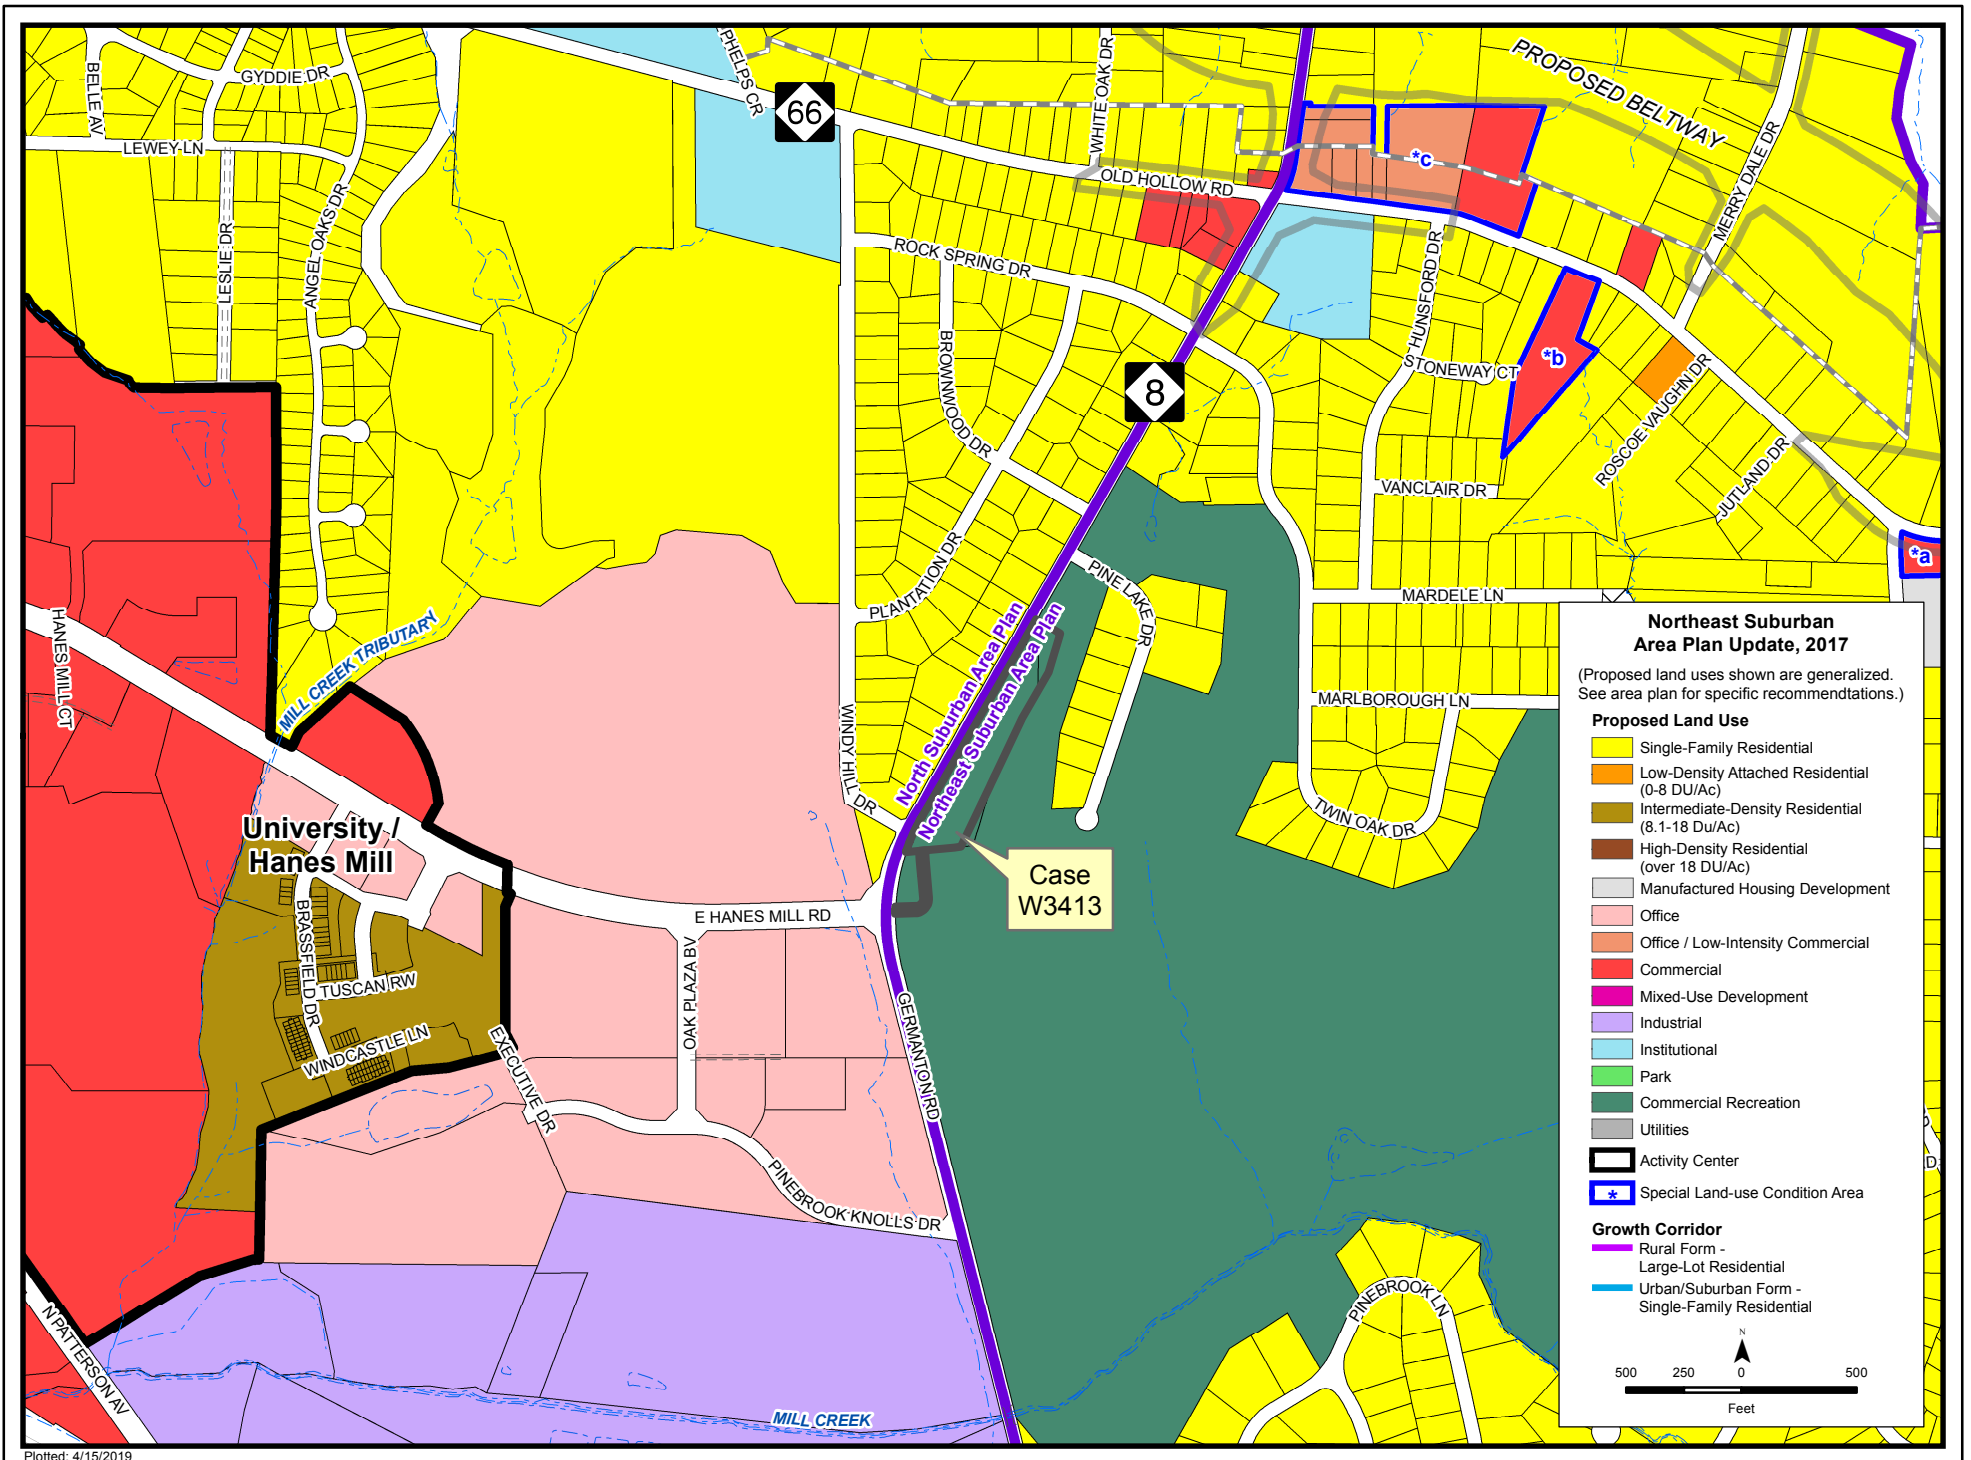 PHELPS CR
WHITE OAK DR
PROPOSED BELTWAY
BELLE AV
GYDDIE DR
66
LEWEY LN
OLD HOLLOW RD
*c
MERRY DALE DR
LESLIE DR
ANGEL OAKS DR
ROCK SPRING DR
HUNSFORD DR
BROWNWOOD DR
8
STONEWAY CT
*b
ROSCOE VAUGHN DR
JUTLAND DR
VANCLAIR DR
*a
PLANTATION DR
PINE LAKE DR
MARDELE LN
HANES MILL CT
MILL CREEK TRIBUTARY
North Suburban Area Plan
Northeast Suburban Area Plan
MARLBOROUGH LN
WINDY HILL DR
TWIN OAK DR
University /
Hanes Mill
Case
W3413
E HANES MILL RD
BRASSFIELD DR
TUSCAN RW
WINDCASTLE LN
EXECUTIVE DR
OAK PLAZA BV
GERMANTON RD
PINEBROOK KNOLLS DR
PINEBROOK LN
N PATTERSON AV
MILL CREEK
Northeast Suburban
Area Plan Update, 2017
(Proposed land uses shown are generalized.
See area plan for specific recommendtations.)
Proposed Land Use
Single-Family Residential
Low-Density Attached Residential
(0-8 DU/Ac)
Intermediate-Density Residential
(8.1-18 Du/Ac)
High-Density Residential
(over 18 DU/Ac)
Manufactured Housing Development
Office
Office / Low-Intensity Commercial
Commercial
Mixed-Use Development
Industrial
Institutional
Park
Commercial Recreation
Utilities
Activity Center
* Special Land-use Condition Area
Growth Corridor
Rural Form -
Large-Lot Residential
Urban/Suburban Form -
Single-Family Residential
N
500 250 0 500
Feet
Plotted: 4/15/2019